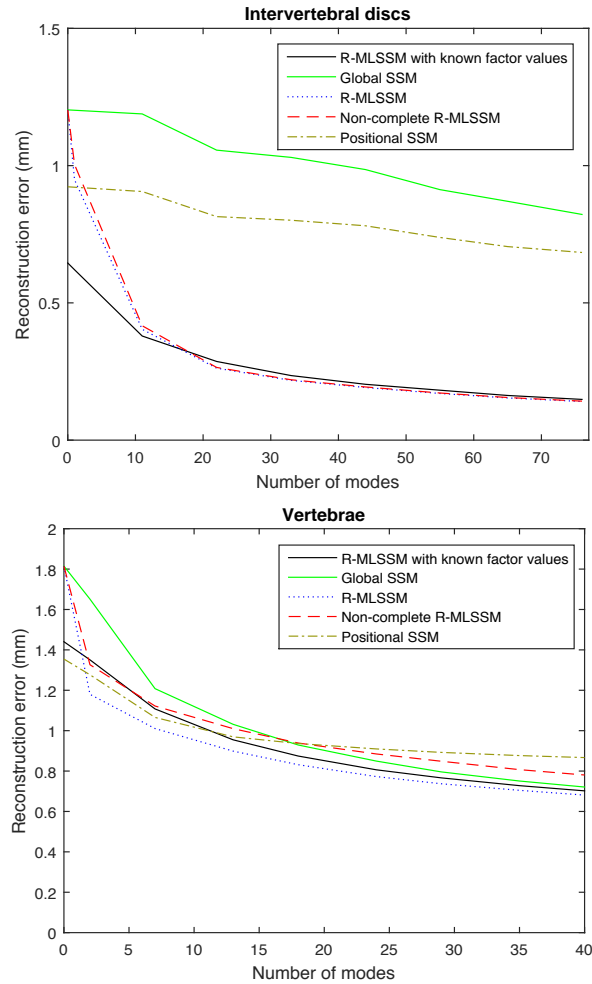 Intervertebral discs
Reconstruction error (mm)
1.5
1
0.5
0
R-MLSSM with known factor values
Global SSM
R-MLSSM
Non-complete R-MLSSM
Positional SSM
0 10 20 30 40 50 60 70
Number of modes
Vertebrae
Reconstruction error (mm)
2
1.8
1.6
1.4
1.2
1
0.8
0.6
0.4
0.2
0
R-MLSSM with known factor values
Global SSM
R-MLSSM
Non-complete R-MLSSM
Positional SSM
0 5 10 15 20 25 30 35 40
Number of modes